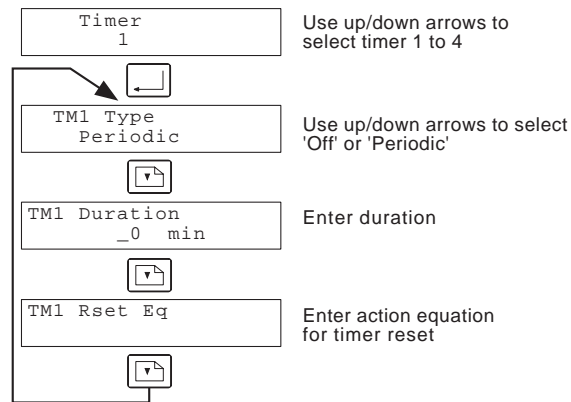 Timer
1
Use up/down arrows to
select timer 1 to 4
TM1 Type
Periodic
Use up/down arrows to select
'Off' or 'Periodic'
TM1 Duration
_0 min
Enter duration
TM1 Rset Eq
Enter action equation
for timer reset